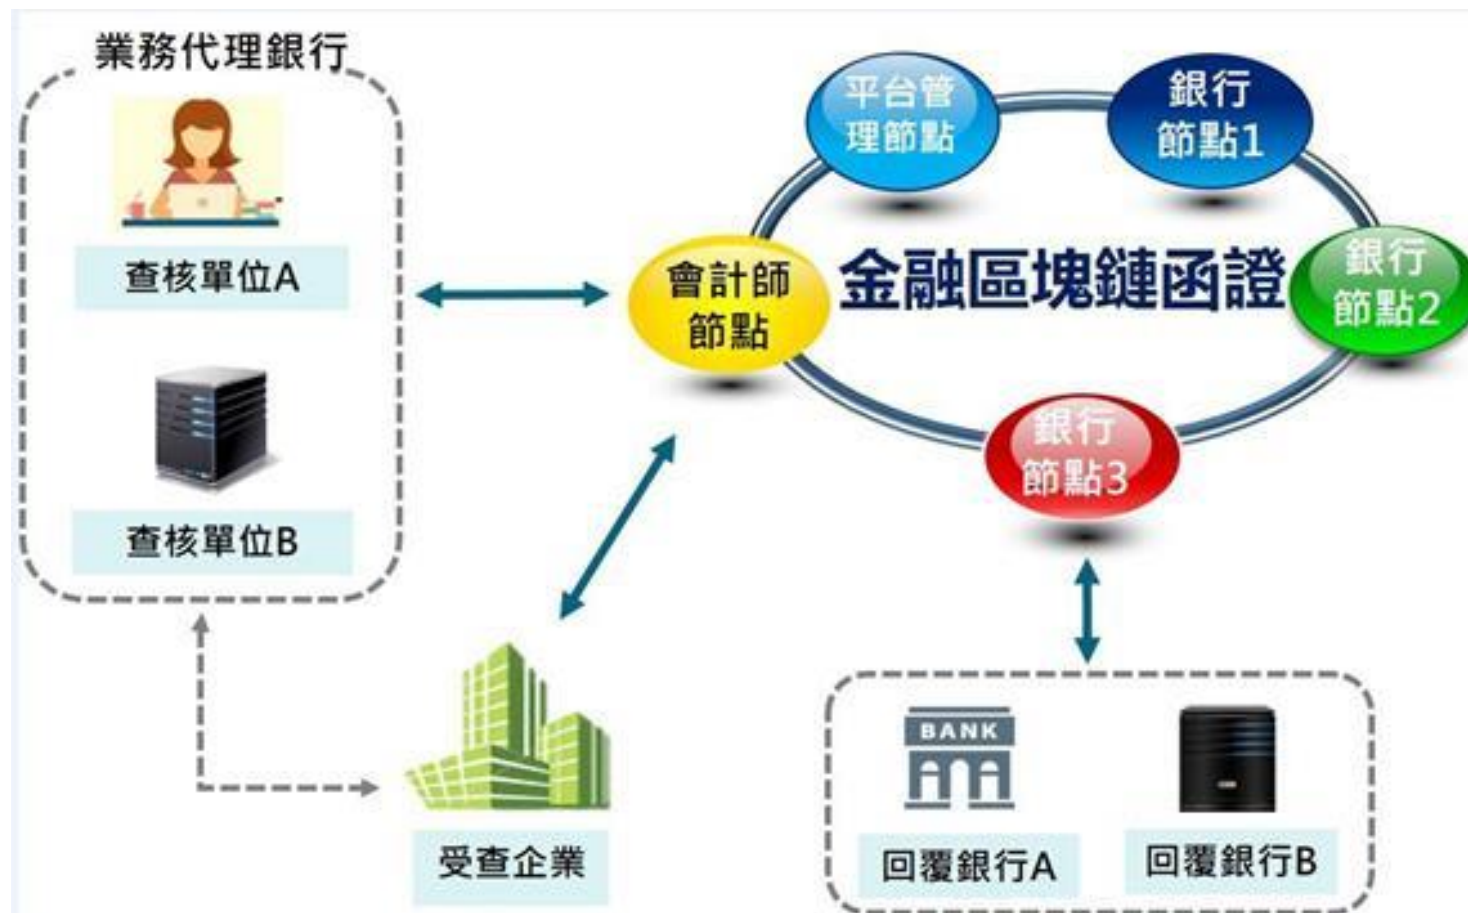 業務代理銀行
查核單位A
查核單位B
平台管
理節點
銀行
節點1
銀行
節點2
銀行
節點3
會計師
節點
金融區塊鏈函證
受查企業
BANK
回覆銀行A
回覆銀行B